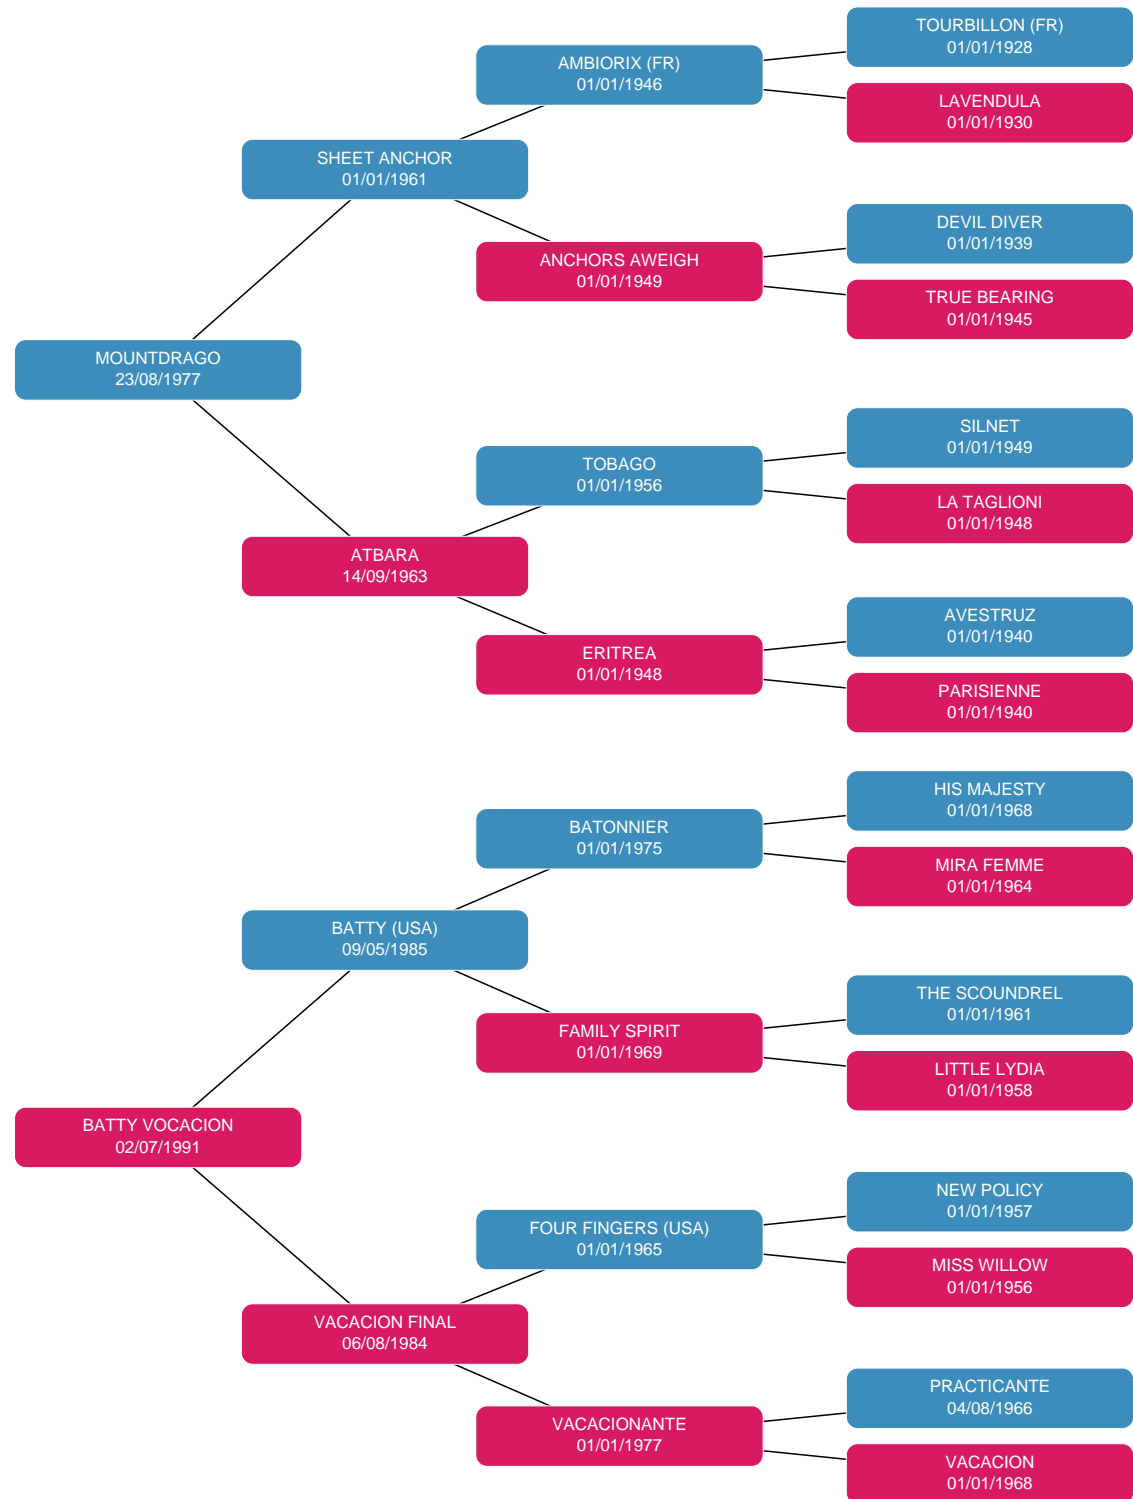 TOURBILLON (FR)
01/01/1928
AMBIORIX (FR)
01/01/1946
LAVENDULA
01/01/1930
SHEET ANCHOR
01/01/1961
DEVIL DIVER
01/01/1939
ANCHORS AWEIGH
01/01/1949
TRUE BEARING
01/01/1945
MOUNTDRAGO
23/08/1977
SILNET
01/01/1949
TOBAGO
01/01/1956
LA TAGLIONI
01/01/1948
ATBARA
14/09/1963
AVESTRUZ
01/01/1940
ERITREA
01/01/1948
PARISIENNE
01/01/1940
HIS MAJESTY
01/01/1968
BATONNIER
01/01/1975
MIRA FEMME
01/01/1964
BATTY (USA)
09/05/1985
THE SCOUNDREL
01/01/1961
FAMILY SPIRIT
01/01/1969
LITTLE LYDIA
01/01/1958
BATTY VOCACION
02/07/1991
NEW POLICY
01/01/1957
FOUR FINGERS (USA)
01/01/1965
MISS WILLOW
01/01/1956
VACACION FINAL
06/08/1984
PRACTICANTE
04/08/1966
VACACIONANTE
01/01/1977
VACACION
01/01/1968